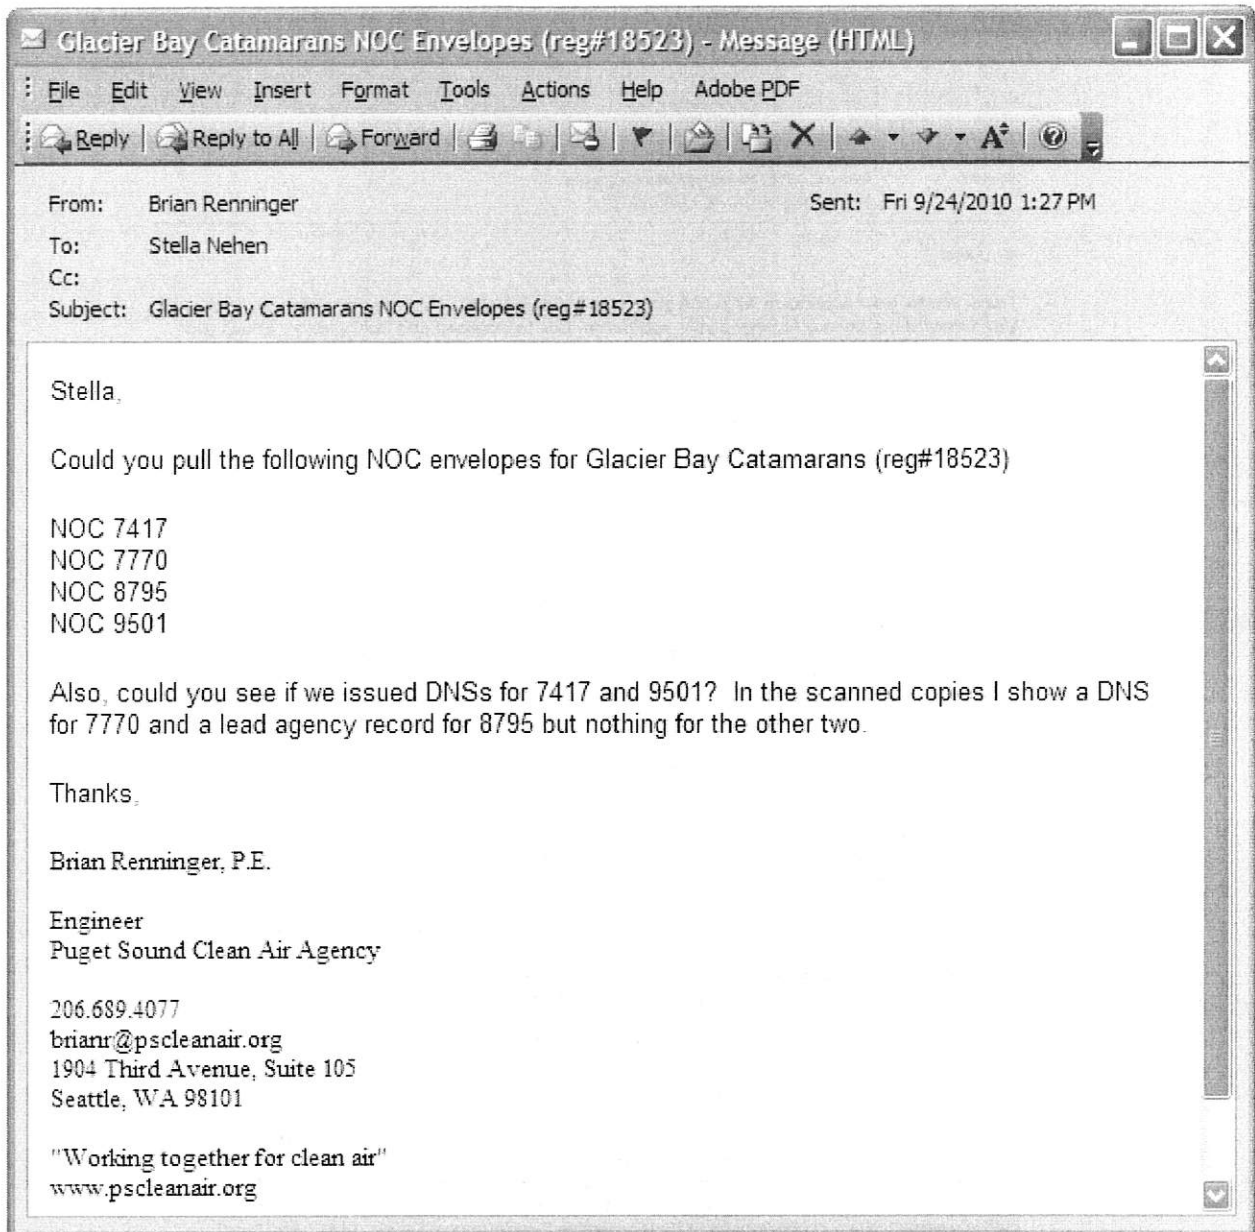 Glacier Bay Catamarans NOC Envelopes (reg#18523) - Message (HTML)
File Edit View Insert Format Tools Actions Help Adobe PDF
Reply Reply to All Forward
From: Brian Renninger Sent: Fri 9/24/2010 1:27 PM
To: Stella Nehen
Cc:
Subject: Glacier Bay Catamarans NOC Envelopes (reg#18523)
Stella,
Could you pull the following NOC envelopes for Glacier Bay Catamarans (reg#18523)
NOC 7417
NOC 7770
NOC 8795
NOC 9501
Also, could you see if we issued DNSs for 7417 and 9501? In the scanned copies I show a DNS
for 7770 and a lead agency record for 8795 but nothing for the other two.
Thanks,
Brian Renninger, P.E.
Engineer
Puget Sound Clean Air Agency
206.689.4077
brianr@pscleanair.org
1904 Third Avenue, Suite 105
Seattle, WA 98101
"Working together for clean air"
www.pscleanair.org